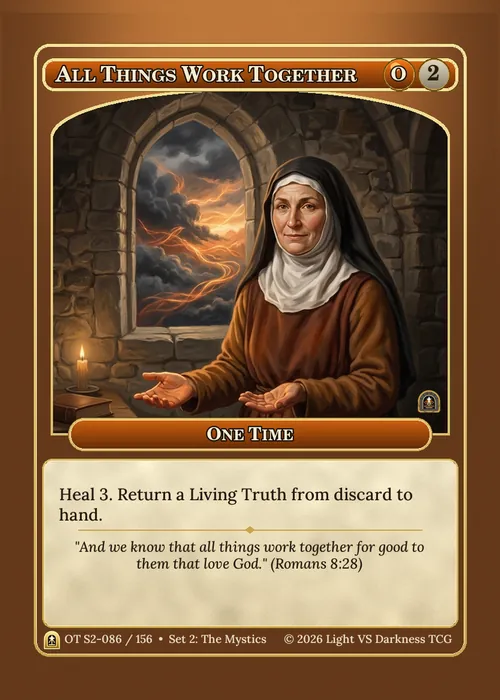 All Things Work Together O 2
One Time
Heal 3. Return a Living Truth from discard to
hand.
"And we know that all things work together for good to
them that love God." (Romans 8:28)
OT S2-086 / 156 • Set 2: The Mystics © 2026 Light VS Darkness TCG